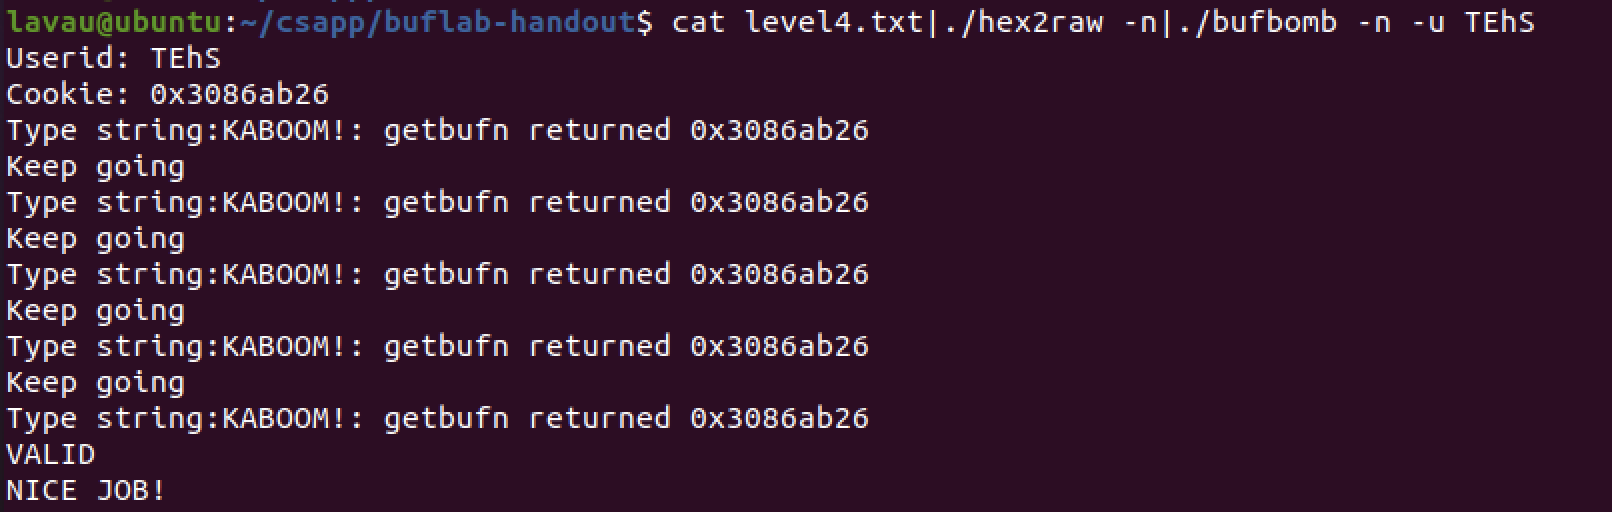 lavau@ubuntu:~/csapp/buflab-handout$ cat level4.txt|./hex2raw -n|./bufbomb -n -u TEhS
Userid: TEhS
Cookie: 0x3086ab26
Type string:KABOOM!: getbufn returned 0x3086ab26
Keep going
Type string:KABOOM!: getbufn returned 0x3086ab26
Keep going
Type string:KABOOM!: getbufn returned 0x3086ab26
Keep going
Type string:KABOOM!: getbufn returned 0x3086ab26
Keep going
Type string:KABOOM!: getbufn returned 0x3086ab26
VALID
NICE JOB!